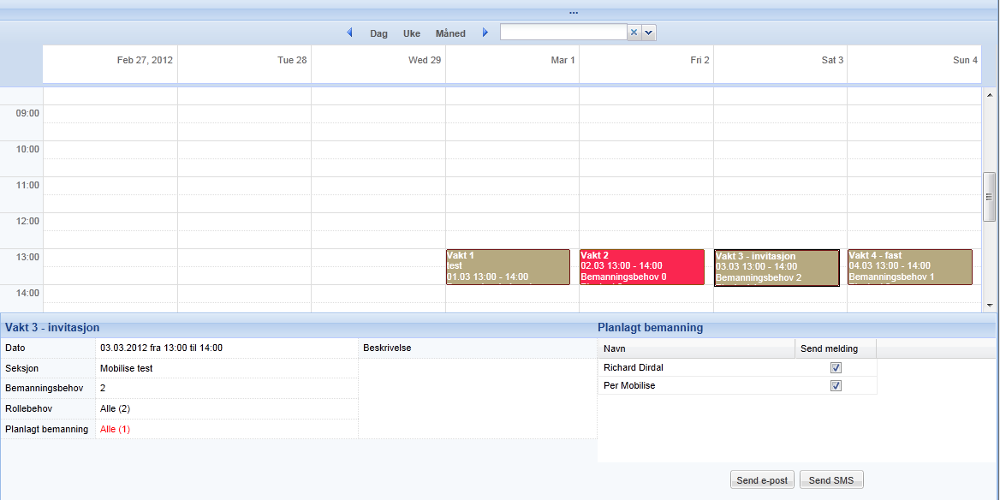 ...
Dag Uke Måned
Feb 27, 2012 Tue 28 Wed 29 Mar 1 Fri 2 Sat 3 Sun 4
09:00
10:00
11:00
12:00
13:00
14:00
Vakt 1
test
01.03 13:00 - 14:00
Vakt 2
02.03 13:00 - 14:00
Bemanningsbehov 0
Vakt 3 - invitasjon
03.03 13:00 - 14:00
Bemanningsbehov 2
Vakt 4 - fast
04.03 13:00 - 14:00
Bemanningsbehov 1
Vakt 3 - invitasjon
Dato 03.03.2012 fra 13:00 til 14:00 Beskrivelse
Seksjon Mobilise test
Bemanningsbehov 2
Rollebehov Alle (2)
Planlagt bemanning Alle (1)
Planlagt bemanning
Navn Send melding
Richard Dirdal
Per Mobilise
Send e-post Send SMS